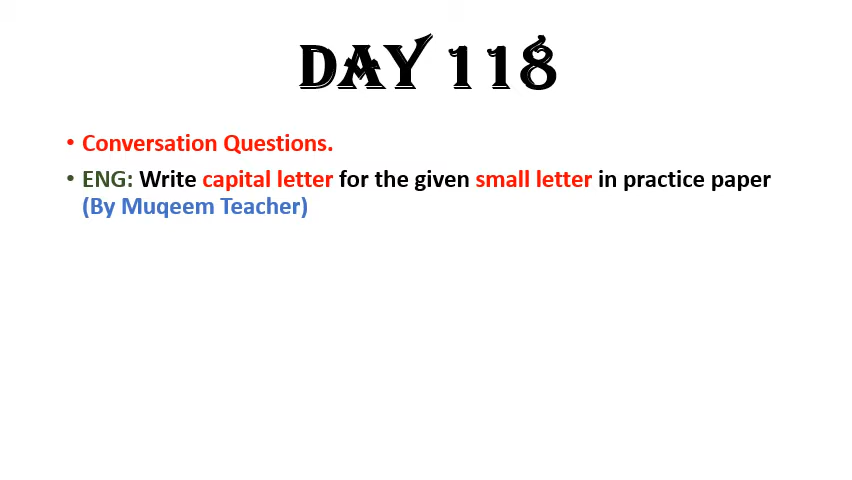 DAY 118
• Conversation Questions.
• ENG: Write capital letter for the given small letter in practice paper
(By Muqeem Teacher)